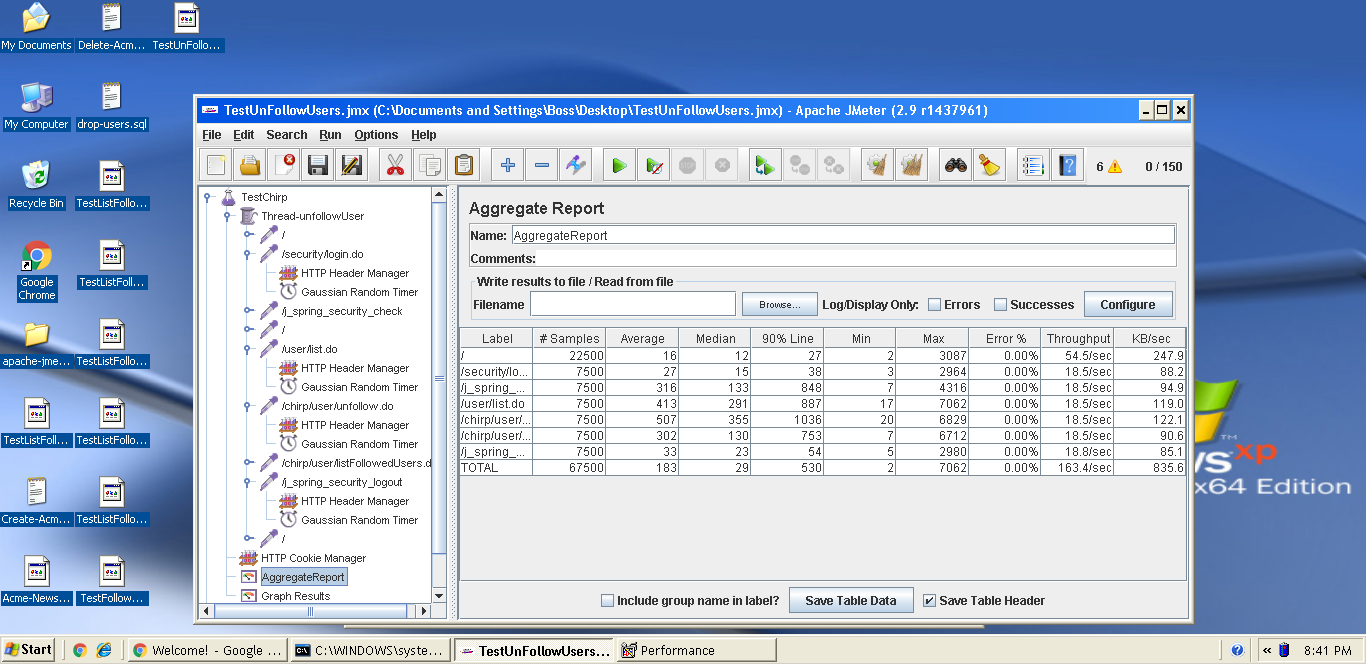 My Documents
Delete-Acm...
TestUnFollo...
My Computer
drop-users.sql
Recycle Bin
TestListFollo...
Google
Chrome
TestListFoll...
apache-jme...
TestListFollo...
TestListFoll...
TestListFollo...
Create-Acm...
TestListFollo...
Acme-News...
TestFollow...
TestUnFollowUsers.jmx (C:\Documents and Settings\Boss\Desktop\TestUnFollowUsers.jmx) - Apache JMeter (2.9 r1437961)
File Edit Search Run Options Help
6 0 / 150
TestChirp
Thread-unfollowUser
/
/security/login.do
HTTP Header Manager
Gaussian Random Timer
/j_spring_security_check
/
/user/list.do
HTTP Header Manager
Gaussian Random Timer
/chirp/user/unfollow.do
HTTP Header Manager
Gaussian Random Timer
/chirp/user/listFollowedUsers.d
/j_spring_security_logout
HTTP Header Manager
Gaussian Random Timer
/
HTTP Cookie Manager
AggregateReport
Graph Results
Aggregate Report
Name: AggregateReport
Comments:
Write results to file / Read from file
Filename Browse... Log/Display Only: Errors Successes Configure
Label # Samples Average Median 90% Line Min Max Error % Throughput KB/sec
/ 22500 16 12 27 2 3087 0.00% 54.5/sec 247.9
/security/lo... 7500 27 15 38 3 2964 0.00% 18.5/sec 88.2
/j_spring_... 7500 316 133 848 7 4316 0.00% 18.5/sec 94.9
/user/list.do 7500 413 291 887 17 7062 0.00% 18.5/sec 119.0
/chirp/user/... 7500 507 355 1036 20 6829 0.00% 18.5/sec 122.1
/chirp/user/... 7500 302 130 753 7 6712 0.00% 18.5/sec 90.6
/j_spring_... 7500 33 23 54 5 2980 0.00% 18.8/sec 85.1
TOTAL 67500 183 29 530 2 7062 0.00% 163.4/sec 835.6
Include group name in label? Save Table Data Save Table Header
ws xp TM
x64 Edition
Start Welcome! - Google ... C:\WINDOWS\syste... TestUnFollowUsers... Performance 8:41 PM